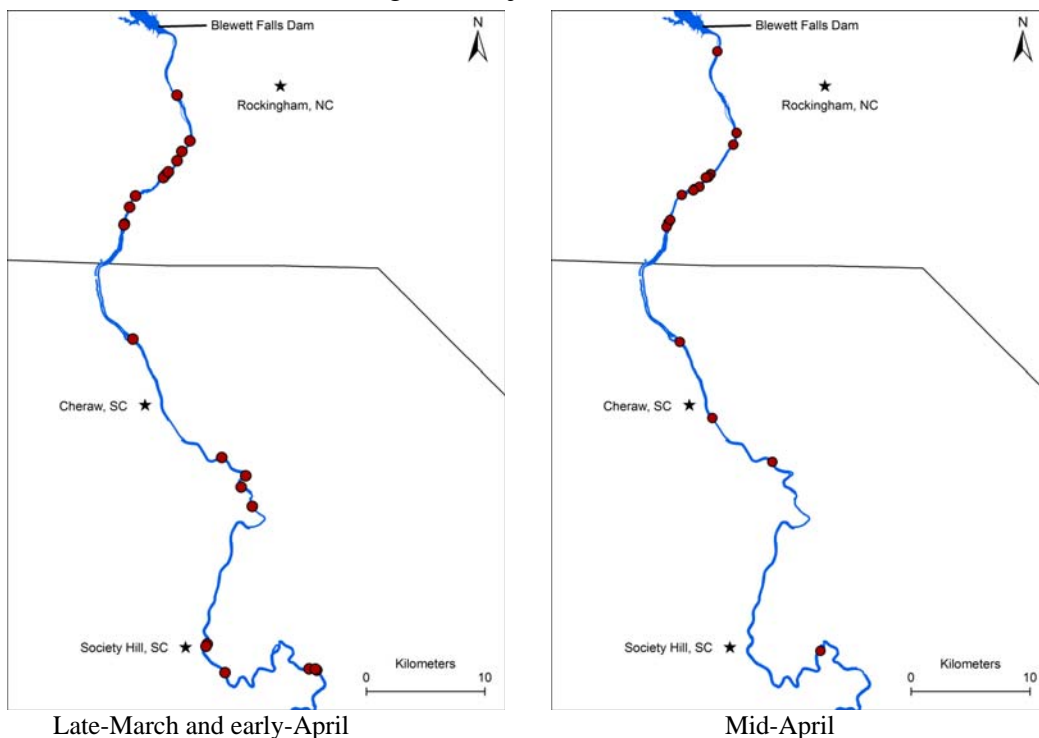 Blewett Falls Dam
N
Rockingham, NC
Cheraw, SC
Society Hill, SC
Kilometers
0 10
Late-March and early-April
Blewett Falls Dam
N
Rockingham, NC
Cheraw, SC
Society Hill, SC
Kilometers
0 10
Mid-April